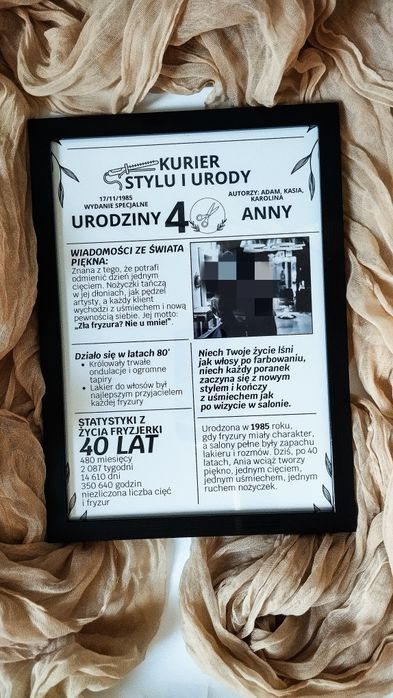 KURIER
STYLU I URODY
17/11/1985
WYDANIE SPECJALNE
AUTORZY: ADAM, KASIA,
KAROLINA
URODZINY 4 ANNY
WIADOMOŚCI ZE ŚWIATA
PIĘKNA:
Znana z tego, że potrafi
odmienić dzień jednym
cięciem. Nożyczki tańczą
w jej dłoniach, jak pędzel
artysty, a każdy klient
wychodzi z uśmiechem i nową
pewnością siebie. Jej motto:
„Zła fryzura? Nie u mnie!".
Działo się w latach 80'
• Królowały trwałe
ondulacje i ogromne
tapiry
• Lakier do włosów był
najlepszym przyjacielem
każdej fryzury
Niech Twoje życie lśni
jak włosy po farbowaniu,
niech każdy poranek
zaczyna się z nowym
stylem i kończy
z uśmiechem jak
po wizycie w salonie.
STATYSTYKI Z
ŻYCIA FRYZJERKI
40 LAT
480 miesięcy
2 087 tygodni
14 610 dni
350 640 godzin
niezliczona liczba cięć
i fryzur
Urodzona w 1985 roku,
gdy fryzury miały charakter,
a salony pełne były zapachu
lakieru i rozmów. Dziś, po 40
latach, Ania wciąż tworzy
piękno, jednym cięciem,
jednym uśmiechem, jednym
ruchem nożyczek.